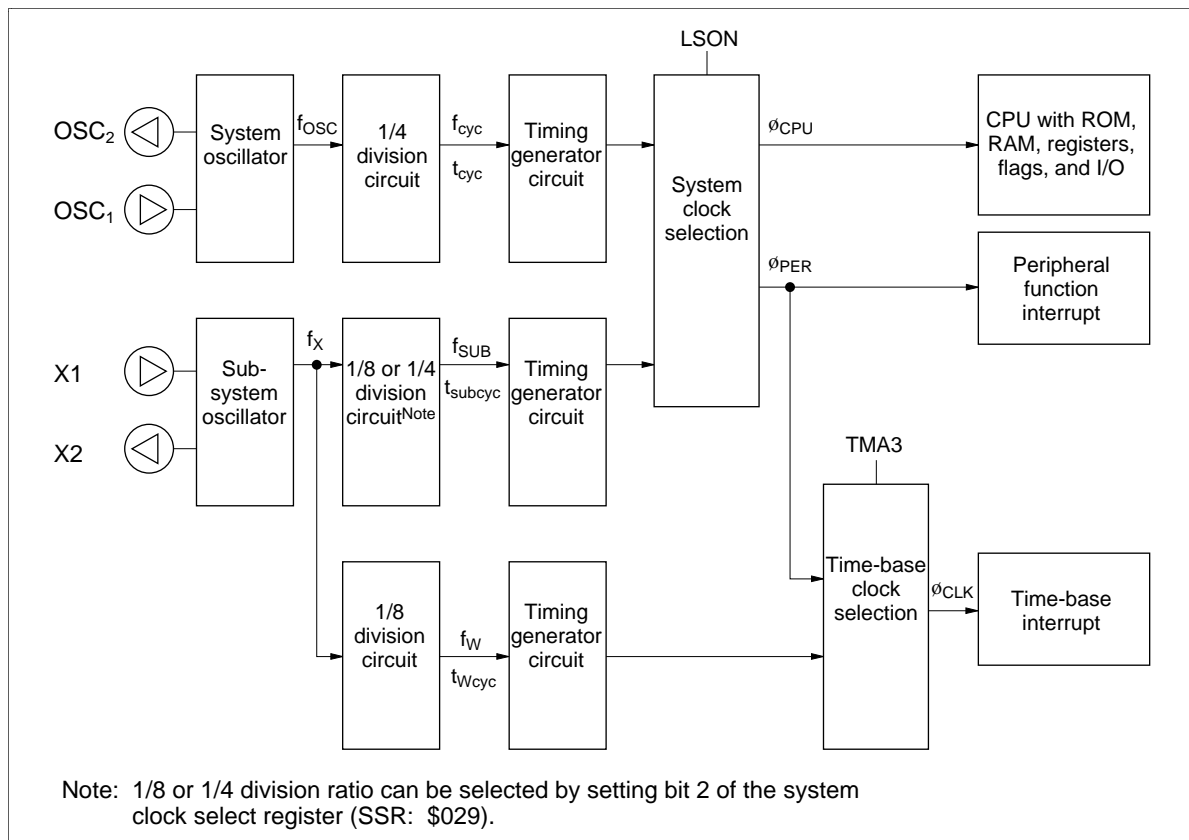 LSON
OSC₂
System
oscillator
fOSC
1/4
division
circuit
fcyc
tcyc
Timing
generator
circuit
System
clock
selection
øCPU
CPU with ROM,
RAM, registers,
flags, and I/O
OSC₁
øPER
Peripheral
function
interrupt
X1
X2
Sub-
system
oscillator
fX
1/8 or 1/4
division
circuitNote
fSUB
tsubcyc
Timing
generator
circuit
TMA3
1/8
division
circuit
fW
tWcyc
Timing
generator
circuit
Time-base
clock
selection
øCLK
Time-base
interrupt
Note: 1/8 or 1/4 division ratio can be selected by setting bit 2 of the system
clock select register (SSR: $029).